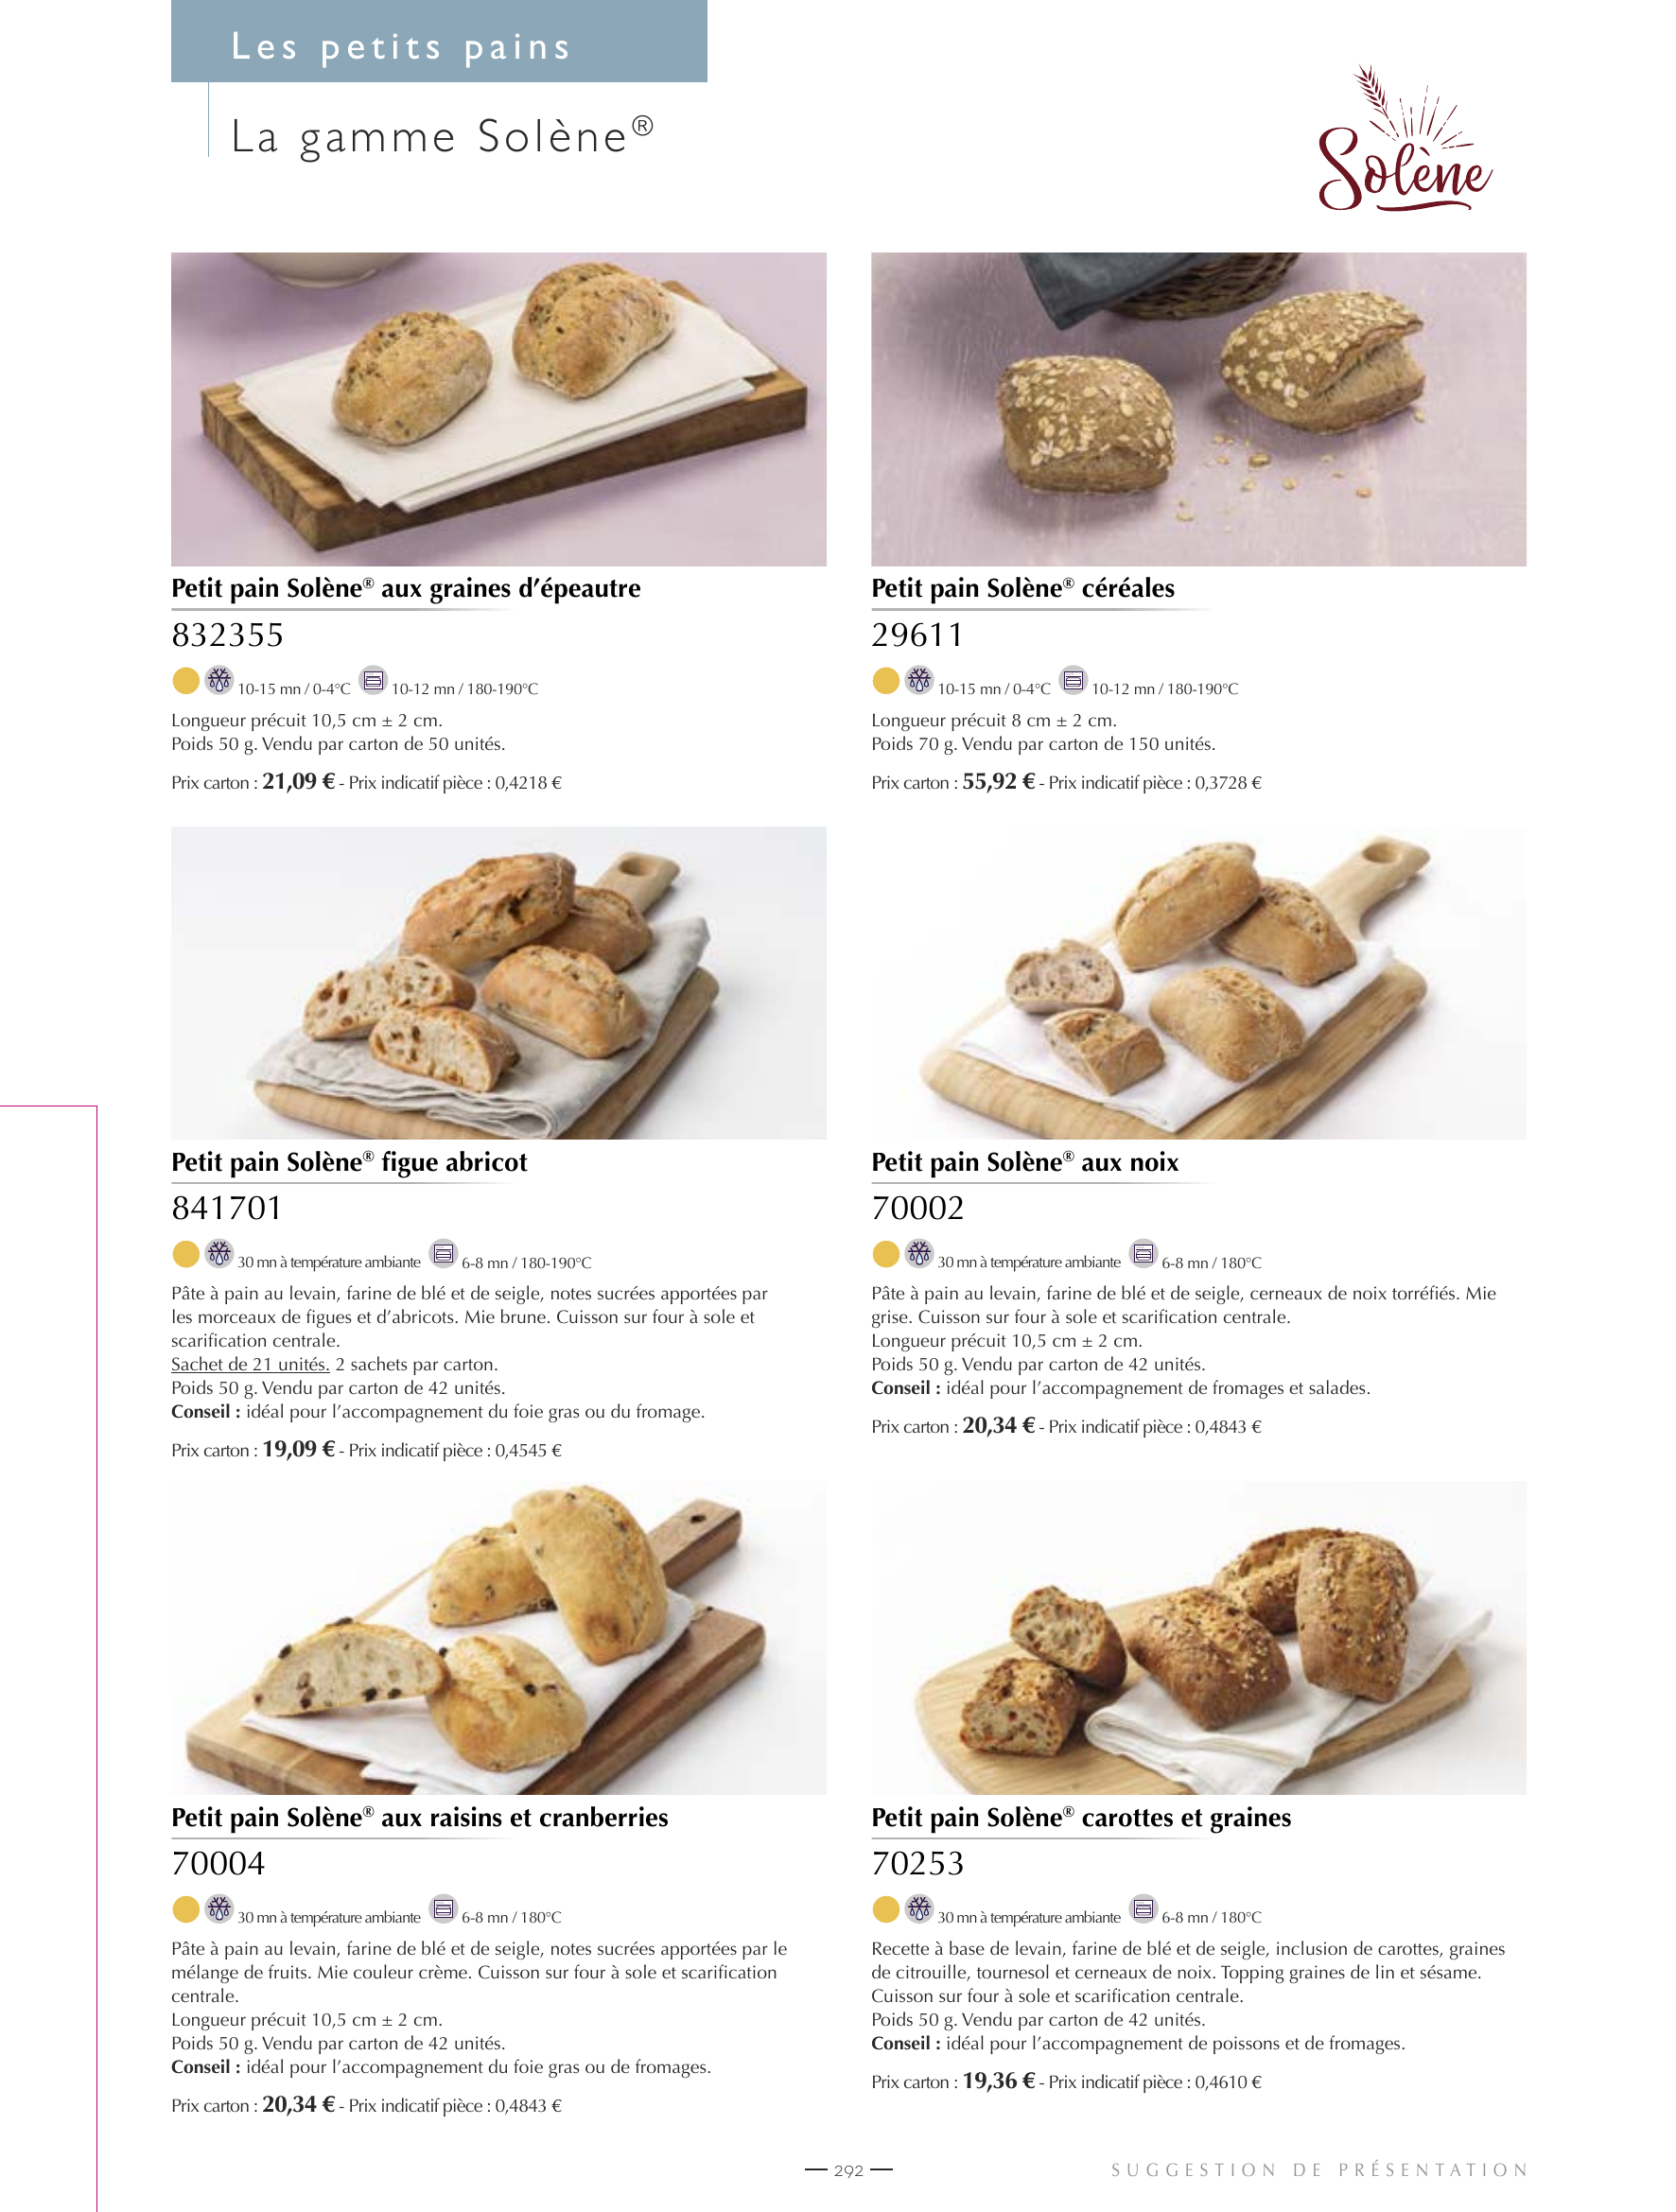 Les petits pains
La gamme Solène®
Solène
Petit pain Solène® aux graines d’épeautre
832355
10-15 mn / 0-4°C 10-12 mn / 180-190°C
Longueur précuit 10,5 cm ± 2 cm.
Poids 50 g. Vendu par carton de 50 unités.
Prix carton : 21,09 € - Prix indicatif pièce : 0,4218 €
Petit pain Solène® céréales
29611
10-15 mn / 0-4°C 10-12 mn / 180-190°C
Longueur précuit 8 cm ± 2 cm.
Poids 70 g. Vendu par carton de 150 unités.
Prix carton : 55,92 € - Prix indicatif pièce : 0,3728 €
Petit pain Solène® figue abricot
841701
30 mn à température ambiante 6-8 mn / 180-190°C
Pâte à pain au levain, farine de blé et de seigle, notes sucrées apportées par
les morceaux de figues et d’abricots. Mie brune. Cuisson sur four à sole et
scarification centrale.
Sachet de 21 unités. 2 sachets par carton.
Poids 50 g. Vendu par carton de 42 unités.
Conseil : idéal pour l’accompagnement du foie gras ou du fromage.
Prix carton : 19,09 € - Prix indicatif pièce : 0,4545 €
Petit pain Solène® aux noix
70002
30 mn à température ambiante 6-8 mn / 180°C
Pâte à pain au levain, farine de blé et de seigle, cerneaux de noix torréfiés. Mie
grise. Cuisson sur four à sole et scarification centrale.
Longueur précuit 10,5 cm ± 2 cm.
Poids 50 g. Vendu par carton de 42 unités.
Conseil : idéal pour l’accompagnement de fromages et salades.
Prix carton : 20,34 € - Prix indicatif pièce : 0,4843 €
Petit pain Solène® aux raisins et cranberries
70004
30 mn à température ambiante 6-8 mn / 180°C
Pâte à pain au levain, farine de blé et de seigle, notes sucrées apportées par le
mélange de fruits. Mie couleur crème. Cuisson sur four à sole et scarification
centrale.
Longueur précuit 10,5 cm ± 2 cm.
Poids 50 g. Vendu par carton de 42 unités.
Conseil : idéal pour l’accompagnement du foie gras ou de fromages.
Prix carton : 20,34 € - Prix indicatif pièce : 0,4843 €
Petit pain Solène® carottes et graines
70253
30 mn à température ambiante 6-8 mn / 180°C
Recette à base de levain, farine de blé et de seigle, inclusion de carottes, graines
de citrouille, tournesol et cerneaux de noix. Topping graines de lin et sésame.
Cuisson sur four à sole et scarification centrale.
Poids 50 g. Vendu par carton de 42 unités.
Conseil : idéal pour l’accompagnement de poissons et de fromages.
Prix carton : 19,36 € - Prix indicatif pièce : 0,4610 €
292
SUGGESTION DE PRÉSENTATION